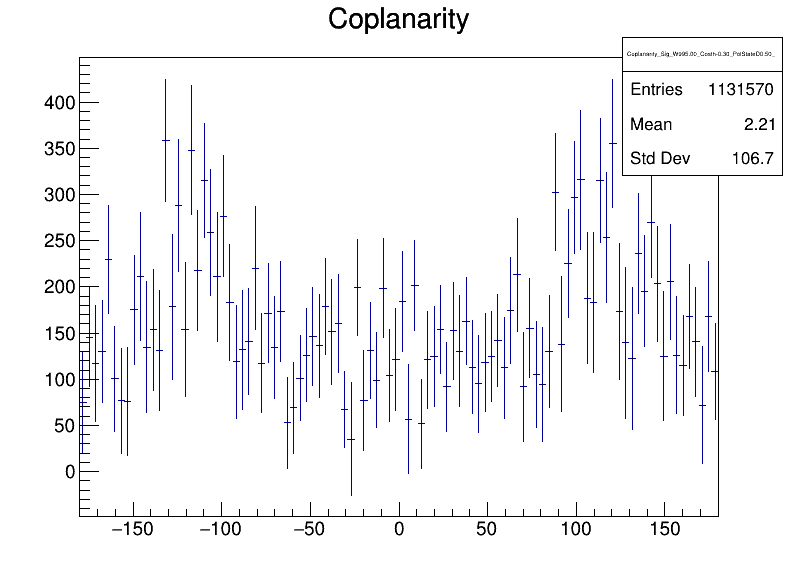 Coplanarity
Coplanarity_Sig_W995.00_Costh-0.30_PolStateD0.50_
Entries 1131570
Mean 2.21
Std Dev 106.7
400
350
300
250
200
150
100
50
0
−150 −100 −50 0 50 100 150